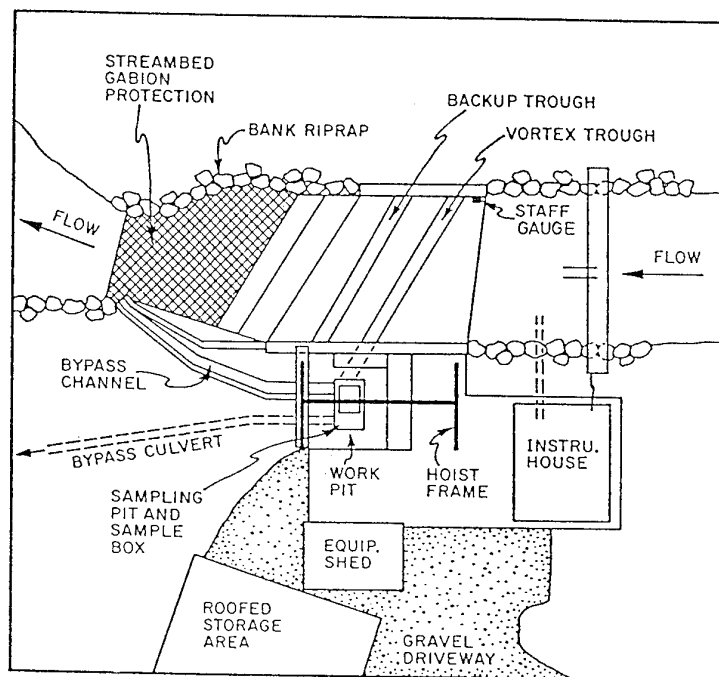 STREAMBED
GABION
PROTECTION
BACKUP TROUGH
BANK RIPRAP
VORTEX TROUGH
FLOW
STAFF
GAUGE
FLOW
BYPASS
CHANNEL
BYPASS CULVERT
SAMPLING
PIT AND
SAMPLE
BOX
WORK
PIT
HOIST
FRAME
INSTRU.
HOUSE
EQUIP.
SHED
ROOFED
STORAGE
AREA
GRAVEL
DRIVEWAY